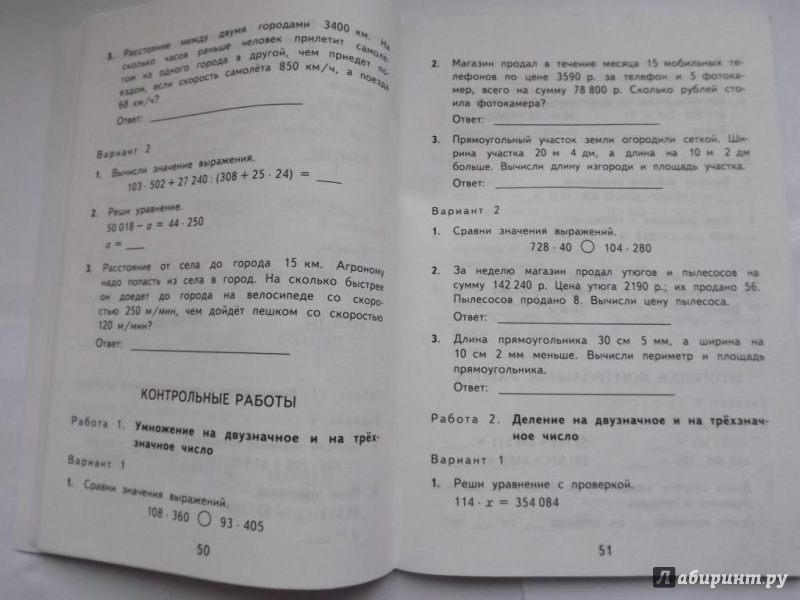 3. Расстояние между двумя городами 3400 км. На
сколько часов раньше человек прилетит самолё-
том из одного города в другой, чем приедет по-
ездом, если скорость самолёта 850 км/ч, а поезда
68 км/ч?
Ответ:
Вариант 2
1. Вычисли значение выражения.
103 · 502 + 27 240 : (308 + 25 · 24) =
2. Реши уравнение.
50 018 − a = 44 · 250
a =
3. Расстояние от села до города 15 км. Агроному
надо попасть из села в город. На сколько быстрее
он доедет до города на велосипеде со скоро-
стью 250 м/мин, чем дойдёт пешком со скоростью
120 м/мин?
Ответ:
КОНТРОЛЬНЫЕ РАБОТЫ
Работа 1. Умножение на двузначное и на трёх-
значное число
Вариант 1
1. Сравни значения выражений.
108 · 360 ◯ 93 · 405
50
2. Магазин продал в течение месяца 15 мобильных те-
лефонов по цене 3590 р. за телефон и 5 фотока-
мер, всего на сумму 78 800 р. Сколько рублей сто-
ила фотокамера?
Ответ:
3. Прямоугольный участок земли огородили сеткой. Ши-
рина участка 20 м 4 дм, а длина на 10 м 2 дм
больше. Вычисли длину изгороди и площадь участка.
Ответ:
Вариант 2
1. Сравни значения выражений.
728 · 40 ◯ 104 · 280
2. За неделю магазин продал утюгов и пылесосов на
сумму 142 240 р. Цена утюга 2190 р.; их продано 56.
Пылесосов продано 8. Вычисли цену пылесоса.
Ответ:
3. Длина прямоугольника 30 см 5 мм, а ширина на
10 см 2 мм меньше. Вычисли периметр и площадь
прямоугольника.
Ответ:
Работа 2. Деление на двузначное и на трёхзнач-
ное число
Вариант 1
1. Реши уравнение с проверкой.
114 · x = 354 084
51
Лабиринт.ру